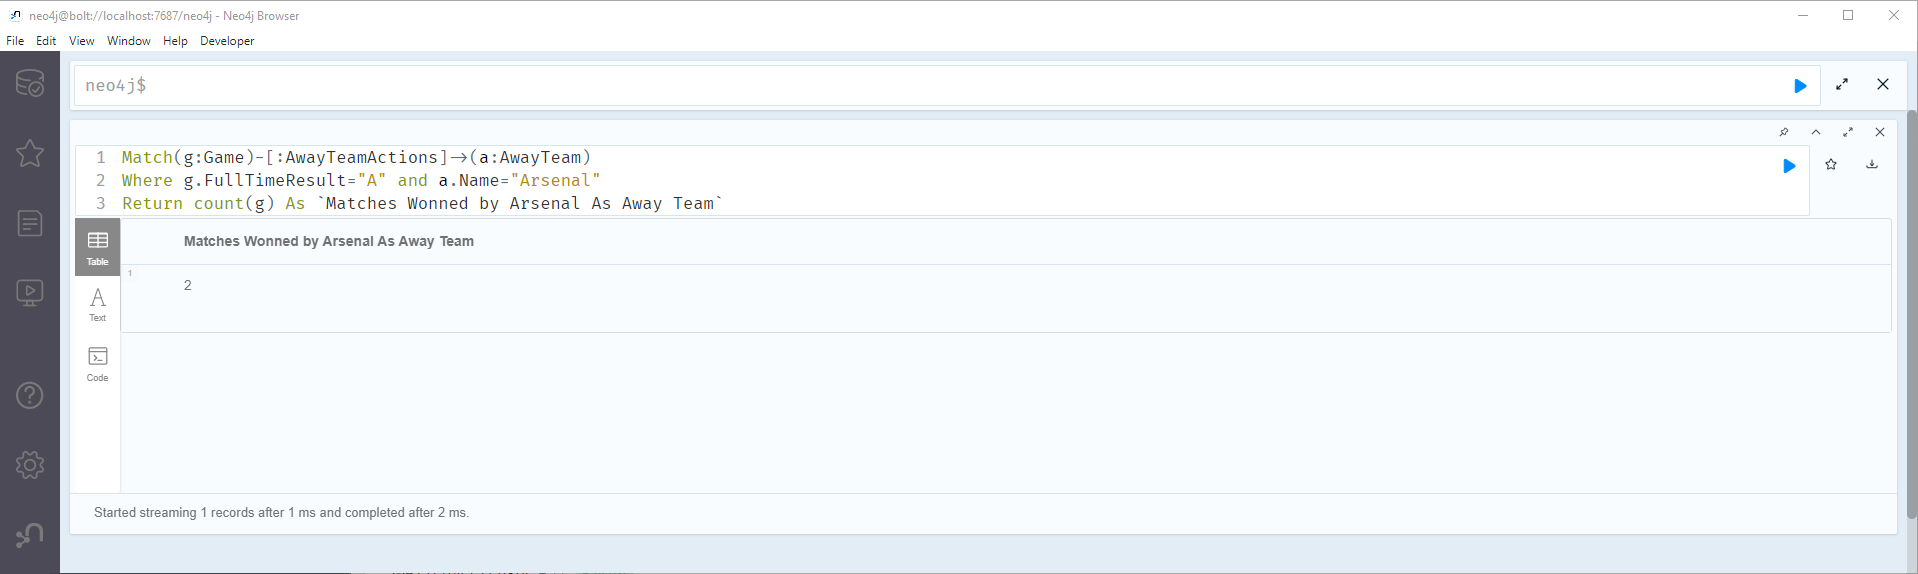 neo4j@bolt://localhost:7687/neo4j - Neo4j Browser
File Edit View Window Help Developer
neo4j$
1 Match(g:Game)-[:AwayTeamActions]->(a:AwayTeam)
2 Where g.FullTimeResult="A" and a.Name="Arsenal"
3 Return count(g) As `Matches Wonned by Arsenal As Away Team`
Table
Matches Wonned by Arsenal As Away Team
1
2
Text
Code
Started streaming 1 records after 1 ms and completed after 2 ms.